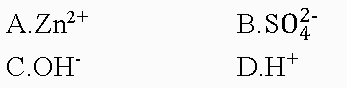 A.Zn²⁺ B.SO₄²⁻
C.OH⁻ D.H⁺